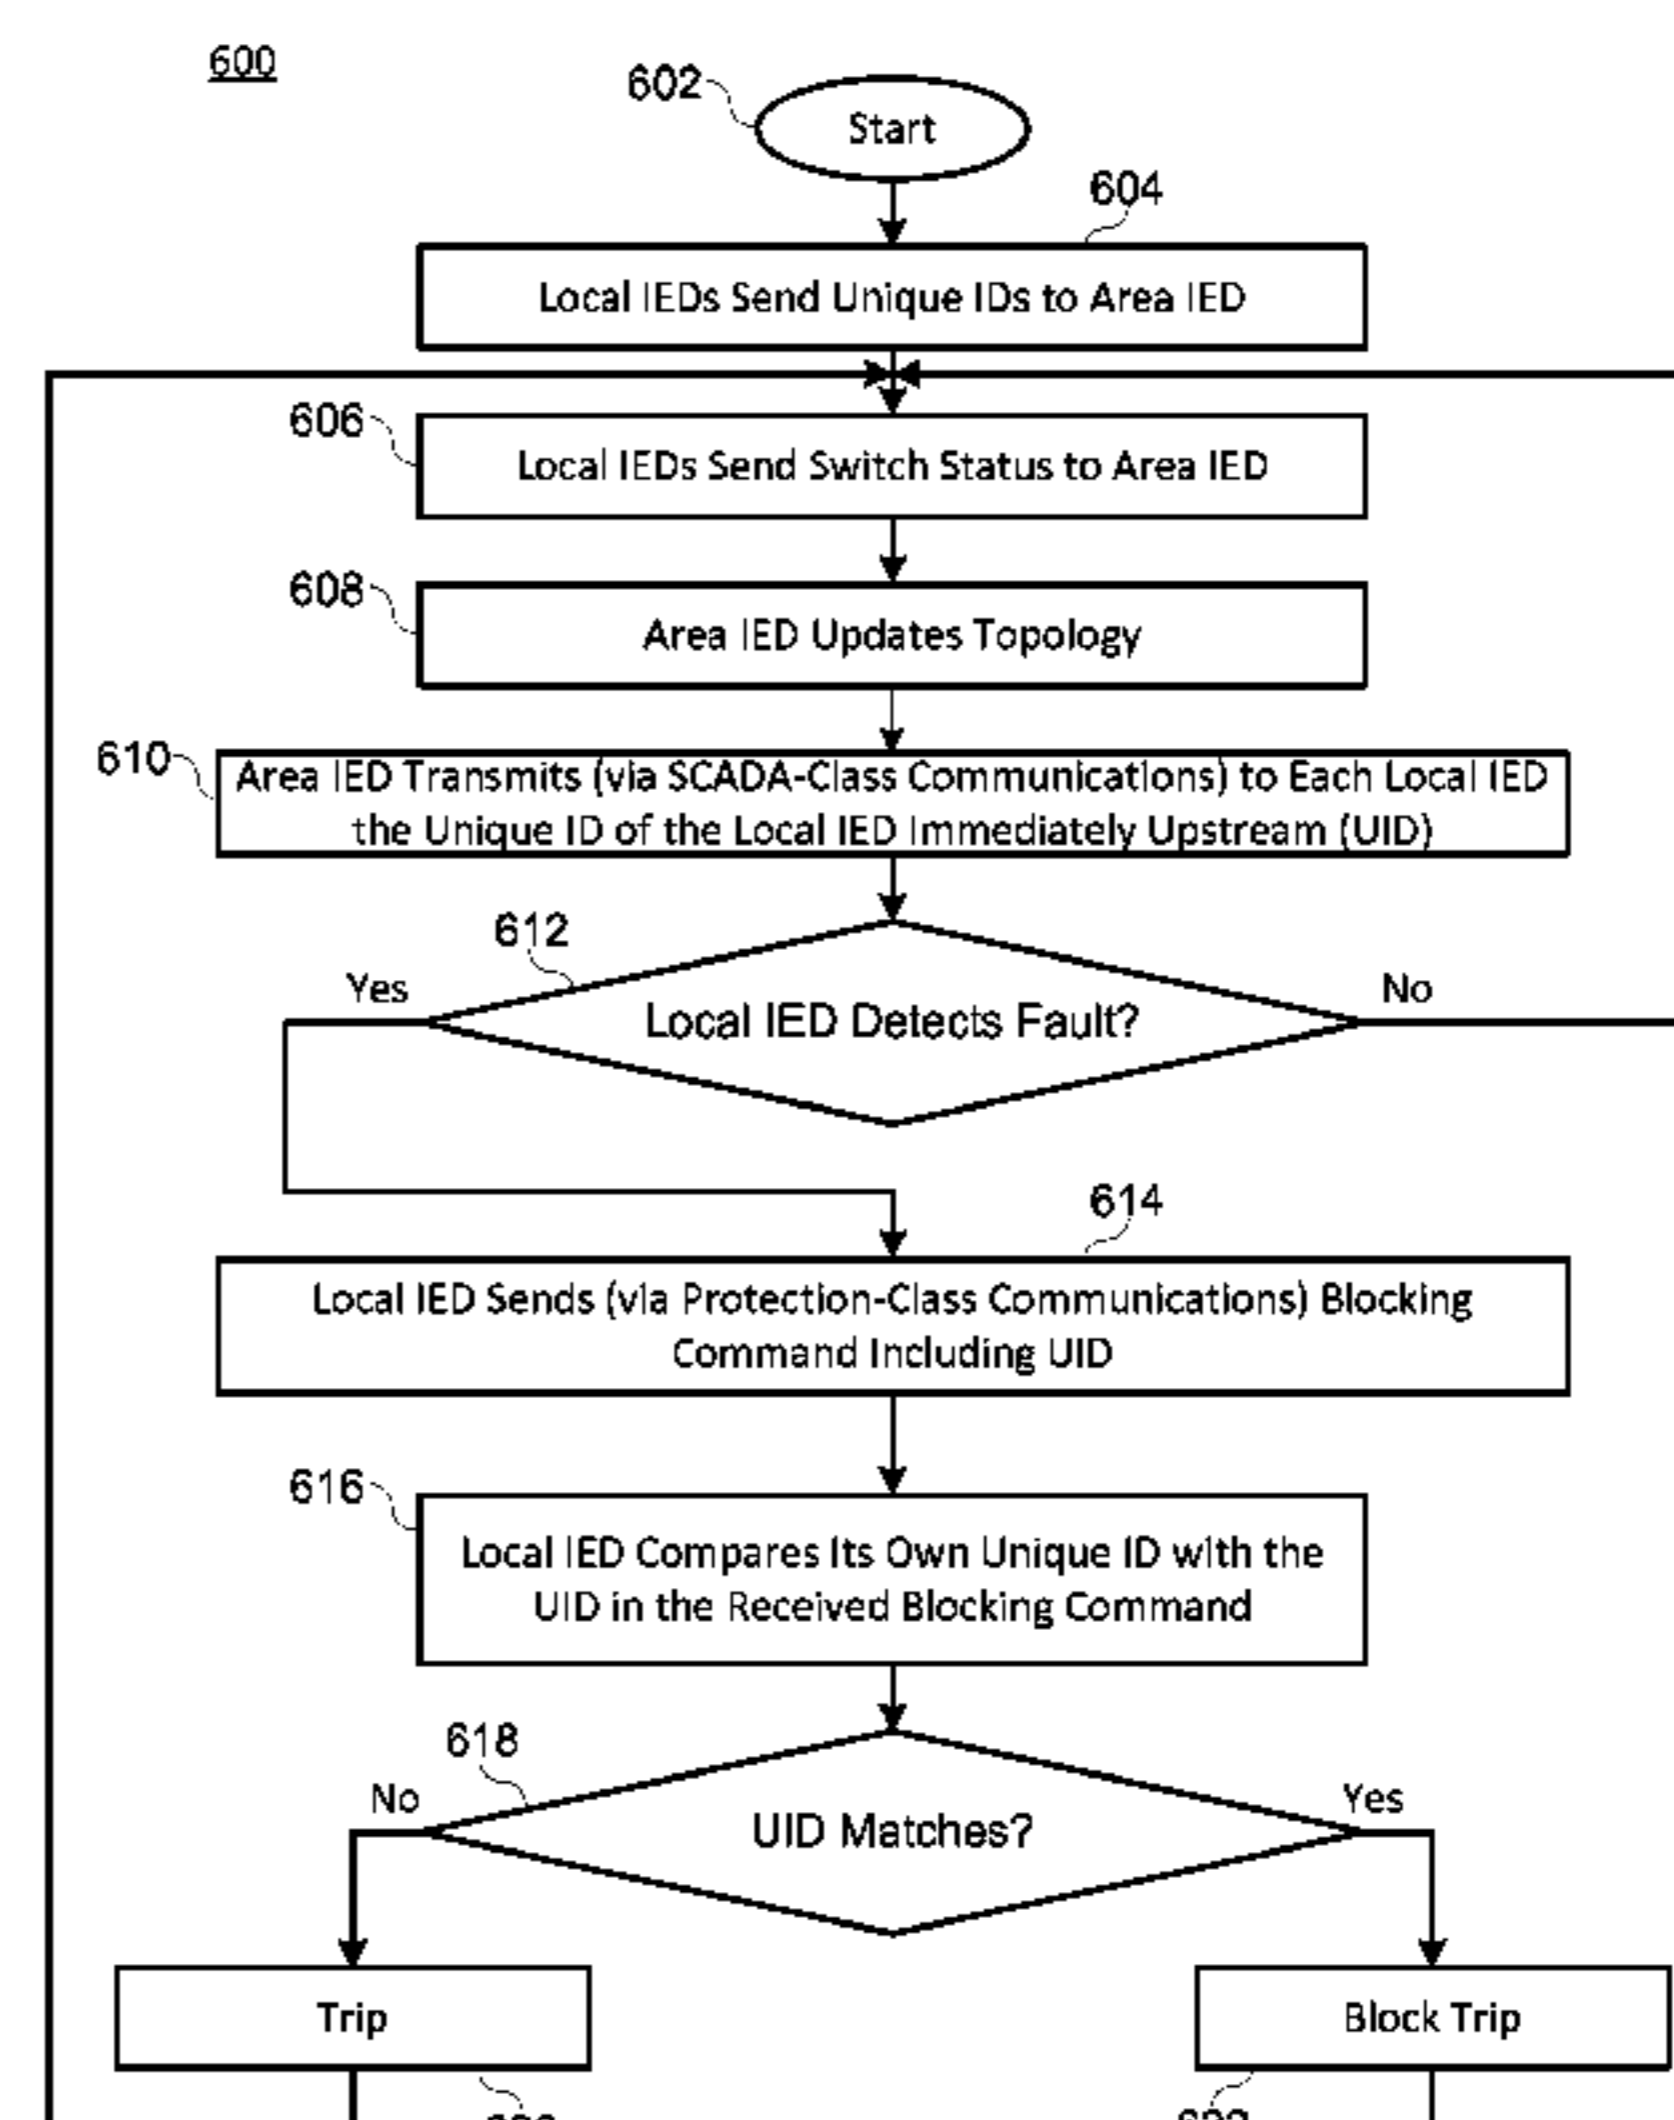 600
602
Start
604
Local IEDs Send Unique IDs to Area IED
606
Local IEDs Send Switch Status to Area IED
608
Area IED Updates Topology
610
Area IED Transmits (via SCADA-Class Communications) to Each Local IED
the Unique ID of the Local IED Immediately Upstream (UID)
612
Yes
No
Local IED Detects Fault?
614
Local IED Sends (via Protection-Class Communications) Blocking
Command Including UID
616
Local IED Compares Its Own Unique ID with the
UID in the Received Blocking Command
618
No
Yes
UID Matches?
Trip
Block Trip